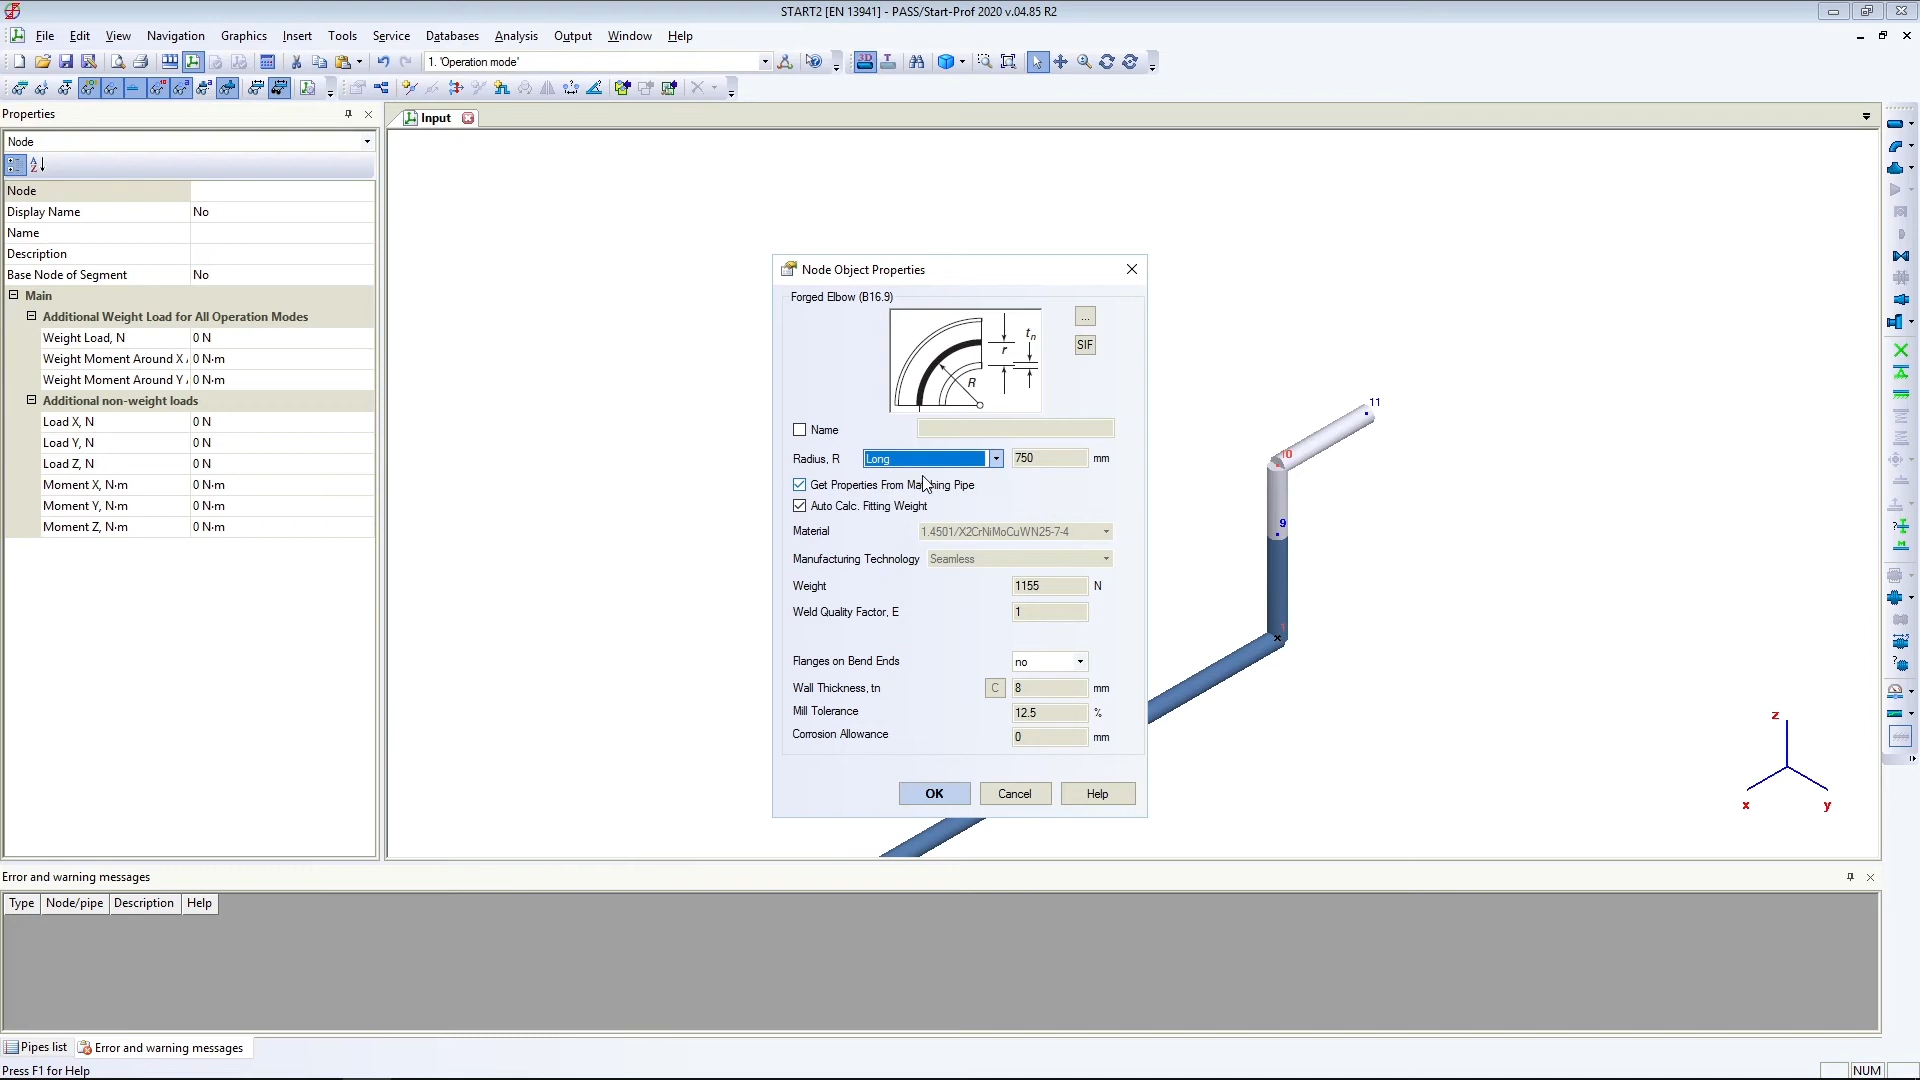 START2 [EN 13941] - PASS/Start-Prof 2020 v.04.85 R2
File Edit View Navigation Graphics Insert Tools Service Databases Analysis Output Window Help
1. 'Operation mode'
3D
Properties
Input
Node
Node
Display Name No
Name
Description
Base Node of Segment No
Main
Additional Weight Load for All Operation Modes
Weight Load, N 0 N
Weight Moment Around X 0 N·m
Weight Moment Around Y 0 N·m
Additional non-weight loads
Load X, N 0 N
Load Y, N 0 N
Load Z, N 0 N
Moment X, N·m 0 N·m
Moment Y, N·m 0 N·m
Moment Z, N·m 0 N·m
Node Object Properties
Forged Elbow (B16.9)
tn
r
R
...
SIF
Name
Radius, R Long 750 mm
Get Properties From Matching Pipe
Auto Calc. Fitting Weight
Material 1.4501/X2CrNiMoCuWN25-7-4
Manufacturing Technology Seamless
Weight 1155 N
Weld Quality Factor, E 1
Flanges on Bend Ends no
Wall Thickness, tn C 8 mm
Mill Tolerance 12.5 %
Corrosion Allowance 0 mm
OK Cancel Help
11
10
9
1
z
x
y
Error and warning messages
Type Node/pipe Description Help
Pipes list Error and warning messages
Press F1 for Help
NUM